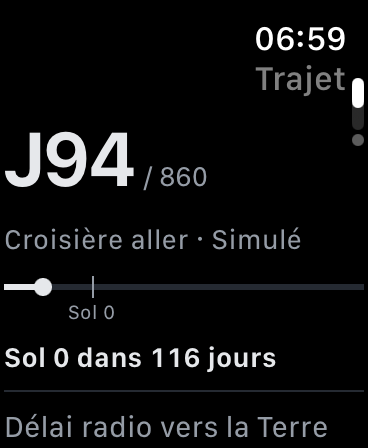 06:59
Trajet
J94 / 860
Croisière aller · Simulé
Sol 0
Sol 0 dans 116 jours
Délai radio vers la Terre